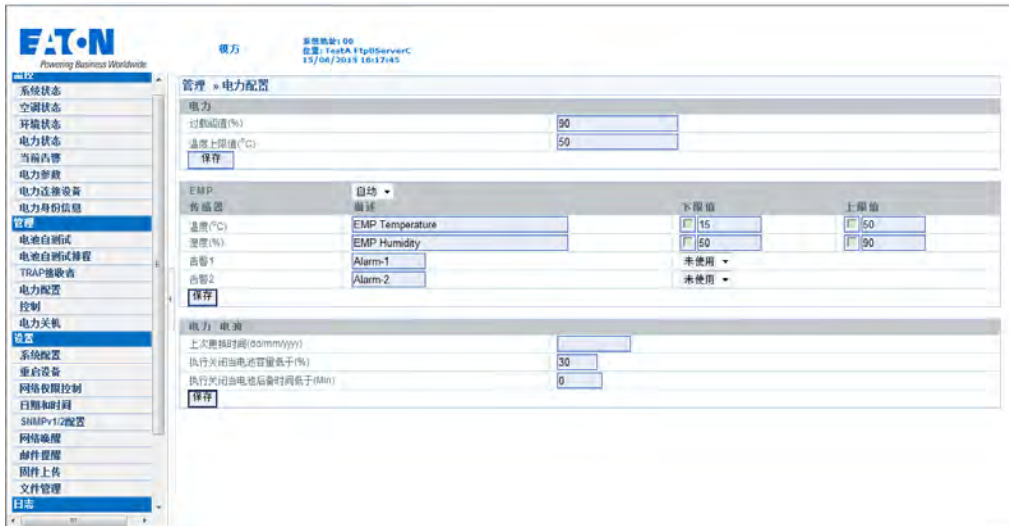 EATON
Powering Business Worldwide
视方
系统地址: 00
位置: TestA Ftp0ServerC
15/06/2015 16:17:45
监控
系统状态
空调状态
环境状态
电力状态
当前告警
电力参数
电力连接设备
电力身份信息
管理
电池自测试
电池自测试排程
TRAP接收者
电力配置
控制
电力关机
设置
系统配置
重启设备
网络权限控制
日期和时间
SNMPv1/2配置
网络唤醒
邮件提醒
固件上传
文件管理
日志
管理 » 电力配置
电力
过载阈值(%) 90
温度上限值(°C) 50
保存
EMP 自动
传感器 描述 下限值 上限值
温度(°C) EMP Temperature 15 50
湿度(%) EMP Humidity 50 90
告警1 Alarm-1 未使用
告警2 Alarm-2 未使用
保存
电力 电池
上次更换时间(dd/mm/yyyy)
执行关闭当电池容量低于(%) 30
执行关闭当电池后备时间低于(Min) 0
保存